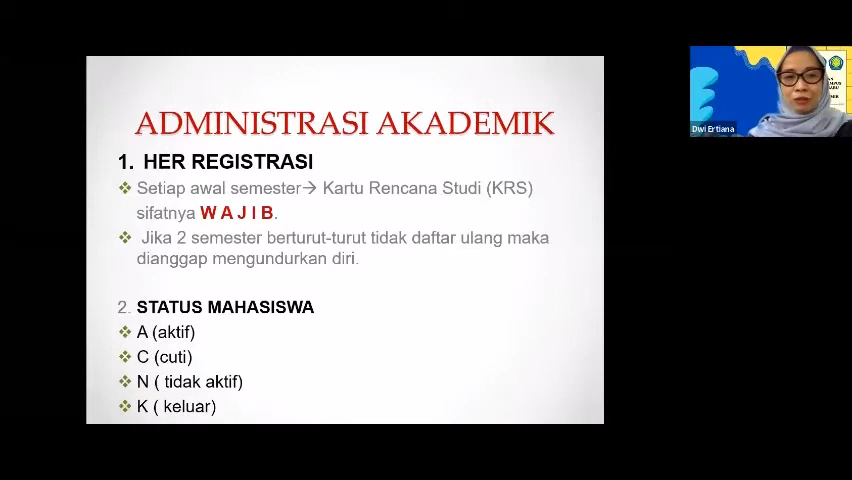 ADMINISTRASI AKADEMIK
1. HER REGISTRASI
❖ Setiap awal semester→ Kartu Rencana Studi (KRS)
sifatnya W A J I B.
❖ Jika 2 semester berturut-turut tidak daftar ulang maka
dianggap mengundurkan diri.
2. STATUS MAHASISWA
❖ A (aktif)
❖ C (cuti)
❖ N ( tidak aktif)
❖ K ( keluar)
Dwi Ertiana